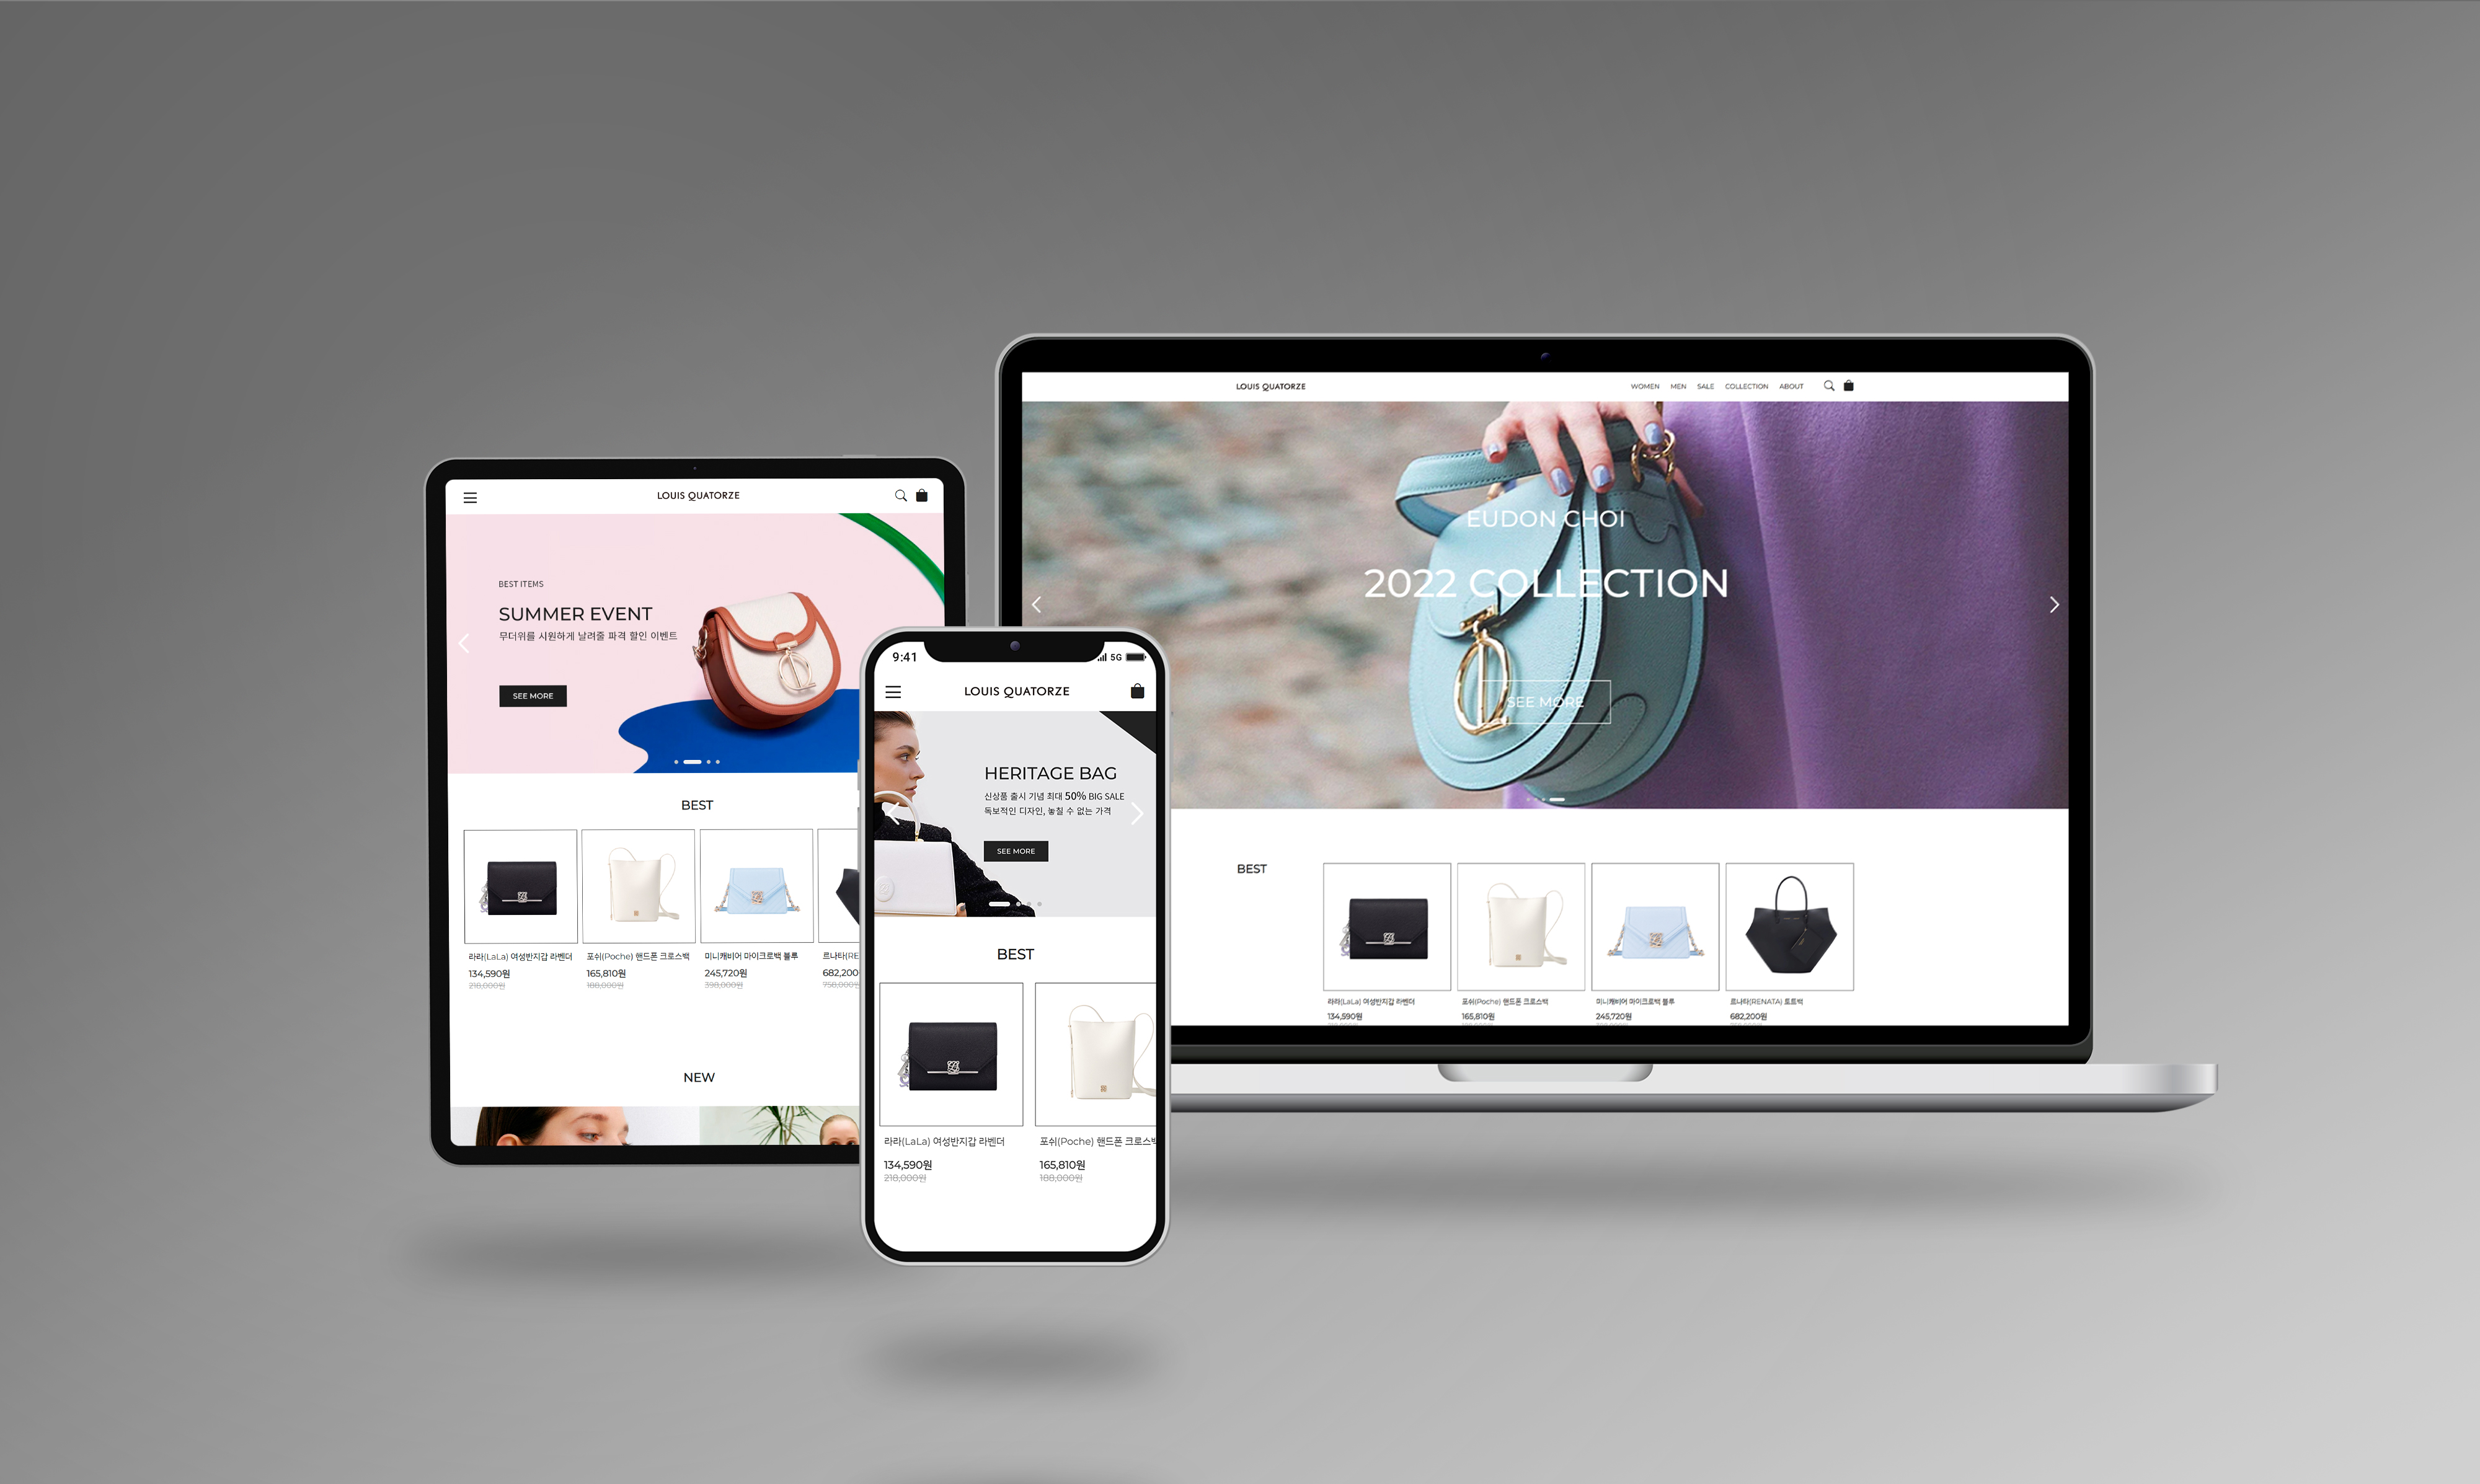 LOUIS QUATORZE
BEST ITEMS
SUMMER EVENT
무더위를 시원하게 날려줄 파격 할인 이벤트
SEE MORE
BEST
라라(LaLa) 여성반지갑 라벤더
134,590원
218,000원
포쉬(Poche) 핸드폰 크로스백
165,810원
188,000원
미니캐비어 마이크로백 블루
245,720원
398,000원
르나타(RE
682,200
758,000원
NEW
9:41
5G
LOUIS QUATORZE
HERITAGE BAG
신상품 출시 기념 최대 50% BIG SALE
독보적인 디자인, 놓칠 수 없는 가격
SEE MORE
BEST
라라(LaLa) 여성반지갑 라벤더
134,590원
218,000원
포쉬(Poche) 핸드폰 크로스백
165,810원
188,000원
LOUIS QUATORZE
WOMEN MEN SALE COLLECTION ABOUT
EUDON CHOI
2022 COLLECTION
SEE MORE
BEST
라라(LaLa) 여성반지갑 라벤더
134,590원
포쉬(Poche) 핸드폰 크로스백
165,810원
미니캐비어 마이크로백 블루
245,720원
르나타(RENATA) 토트백
682,200원